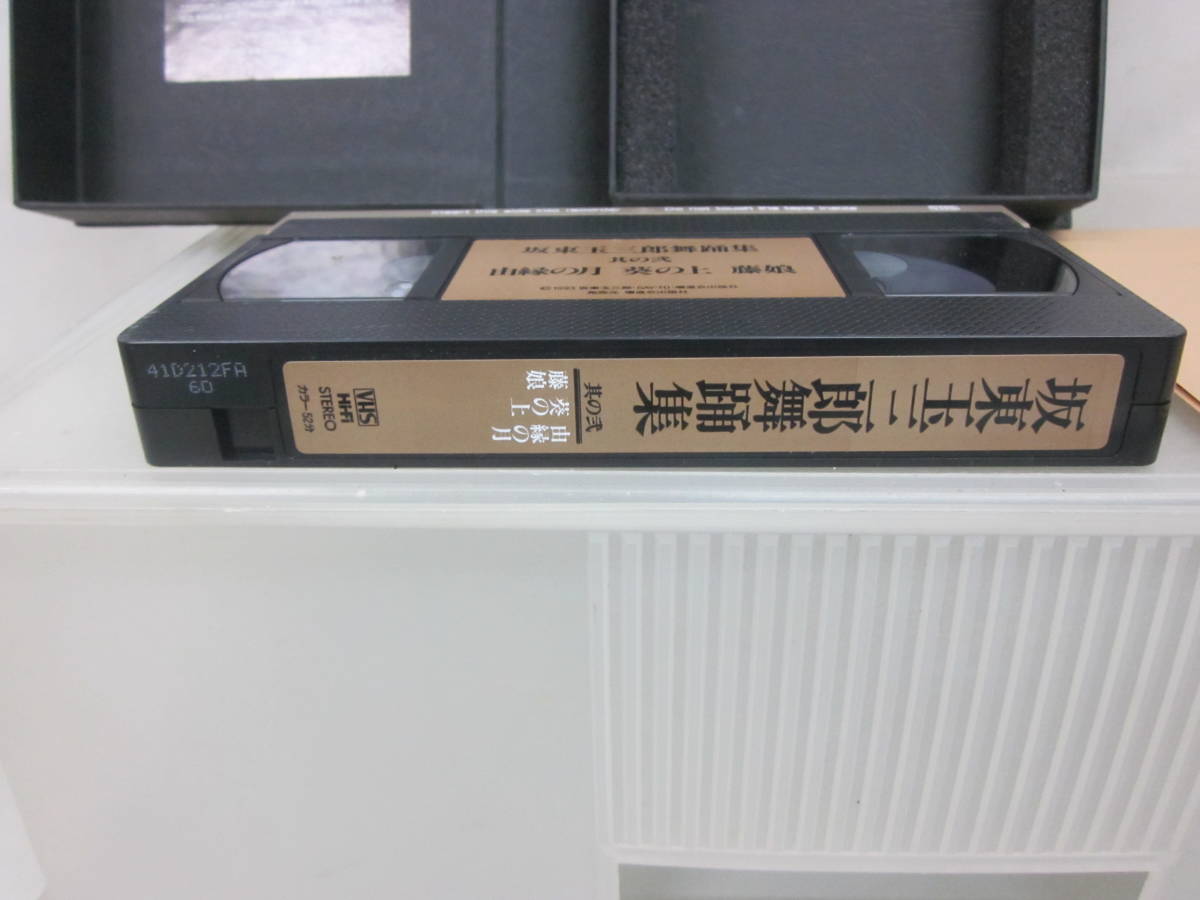 坂東玉三郎舞踊集
其の弐
由縁の月
葵の上
藤娘
VHS
Hi-Fi
STEREO
カラー 52分
41D212FA
60
坂東玉三郎舞踊集
其の弐
由縁の月 葵の上 藤娘